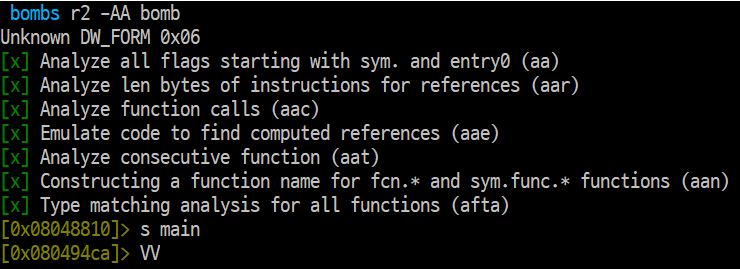 bombs r2 -AA bomb
Unknown DW_FORM 0x06
[x] Analyze all flags starting with sym. and entry0 (aa)
[x] Analyze len bytes of instructions for references (aar)
[x] Analyze function calls (aac)
[x] Emulate code to find computed references (aae)
[x] Analyze consecutive function (aat)
[x] Constructing a function name for fcn.* and sym.func.* functions (aan)
[x] Type matching analysis for all functions (afta)
[0x08048810]> s main
[0x080494ca]> VV